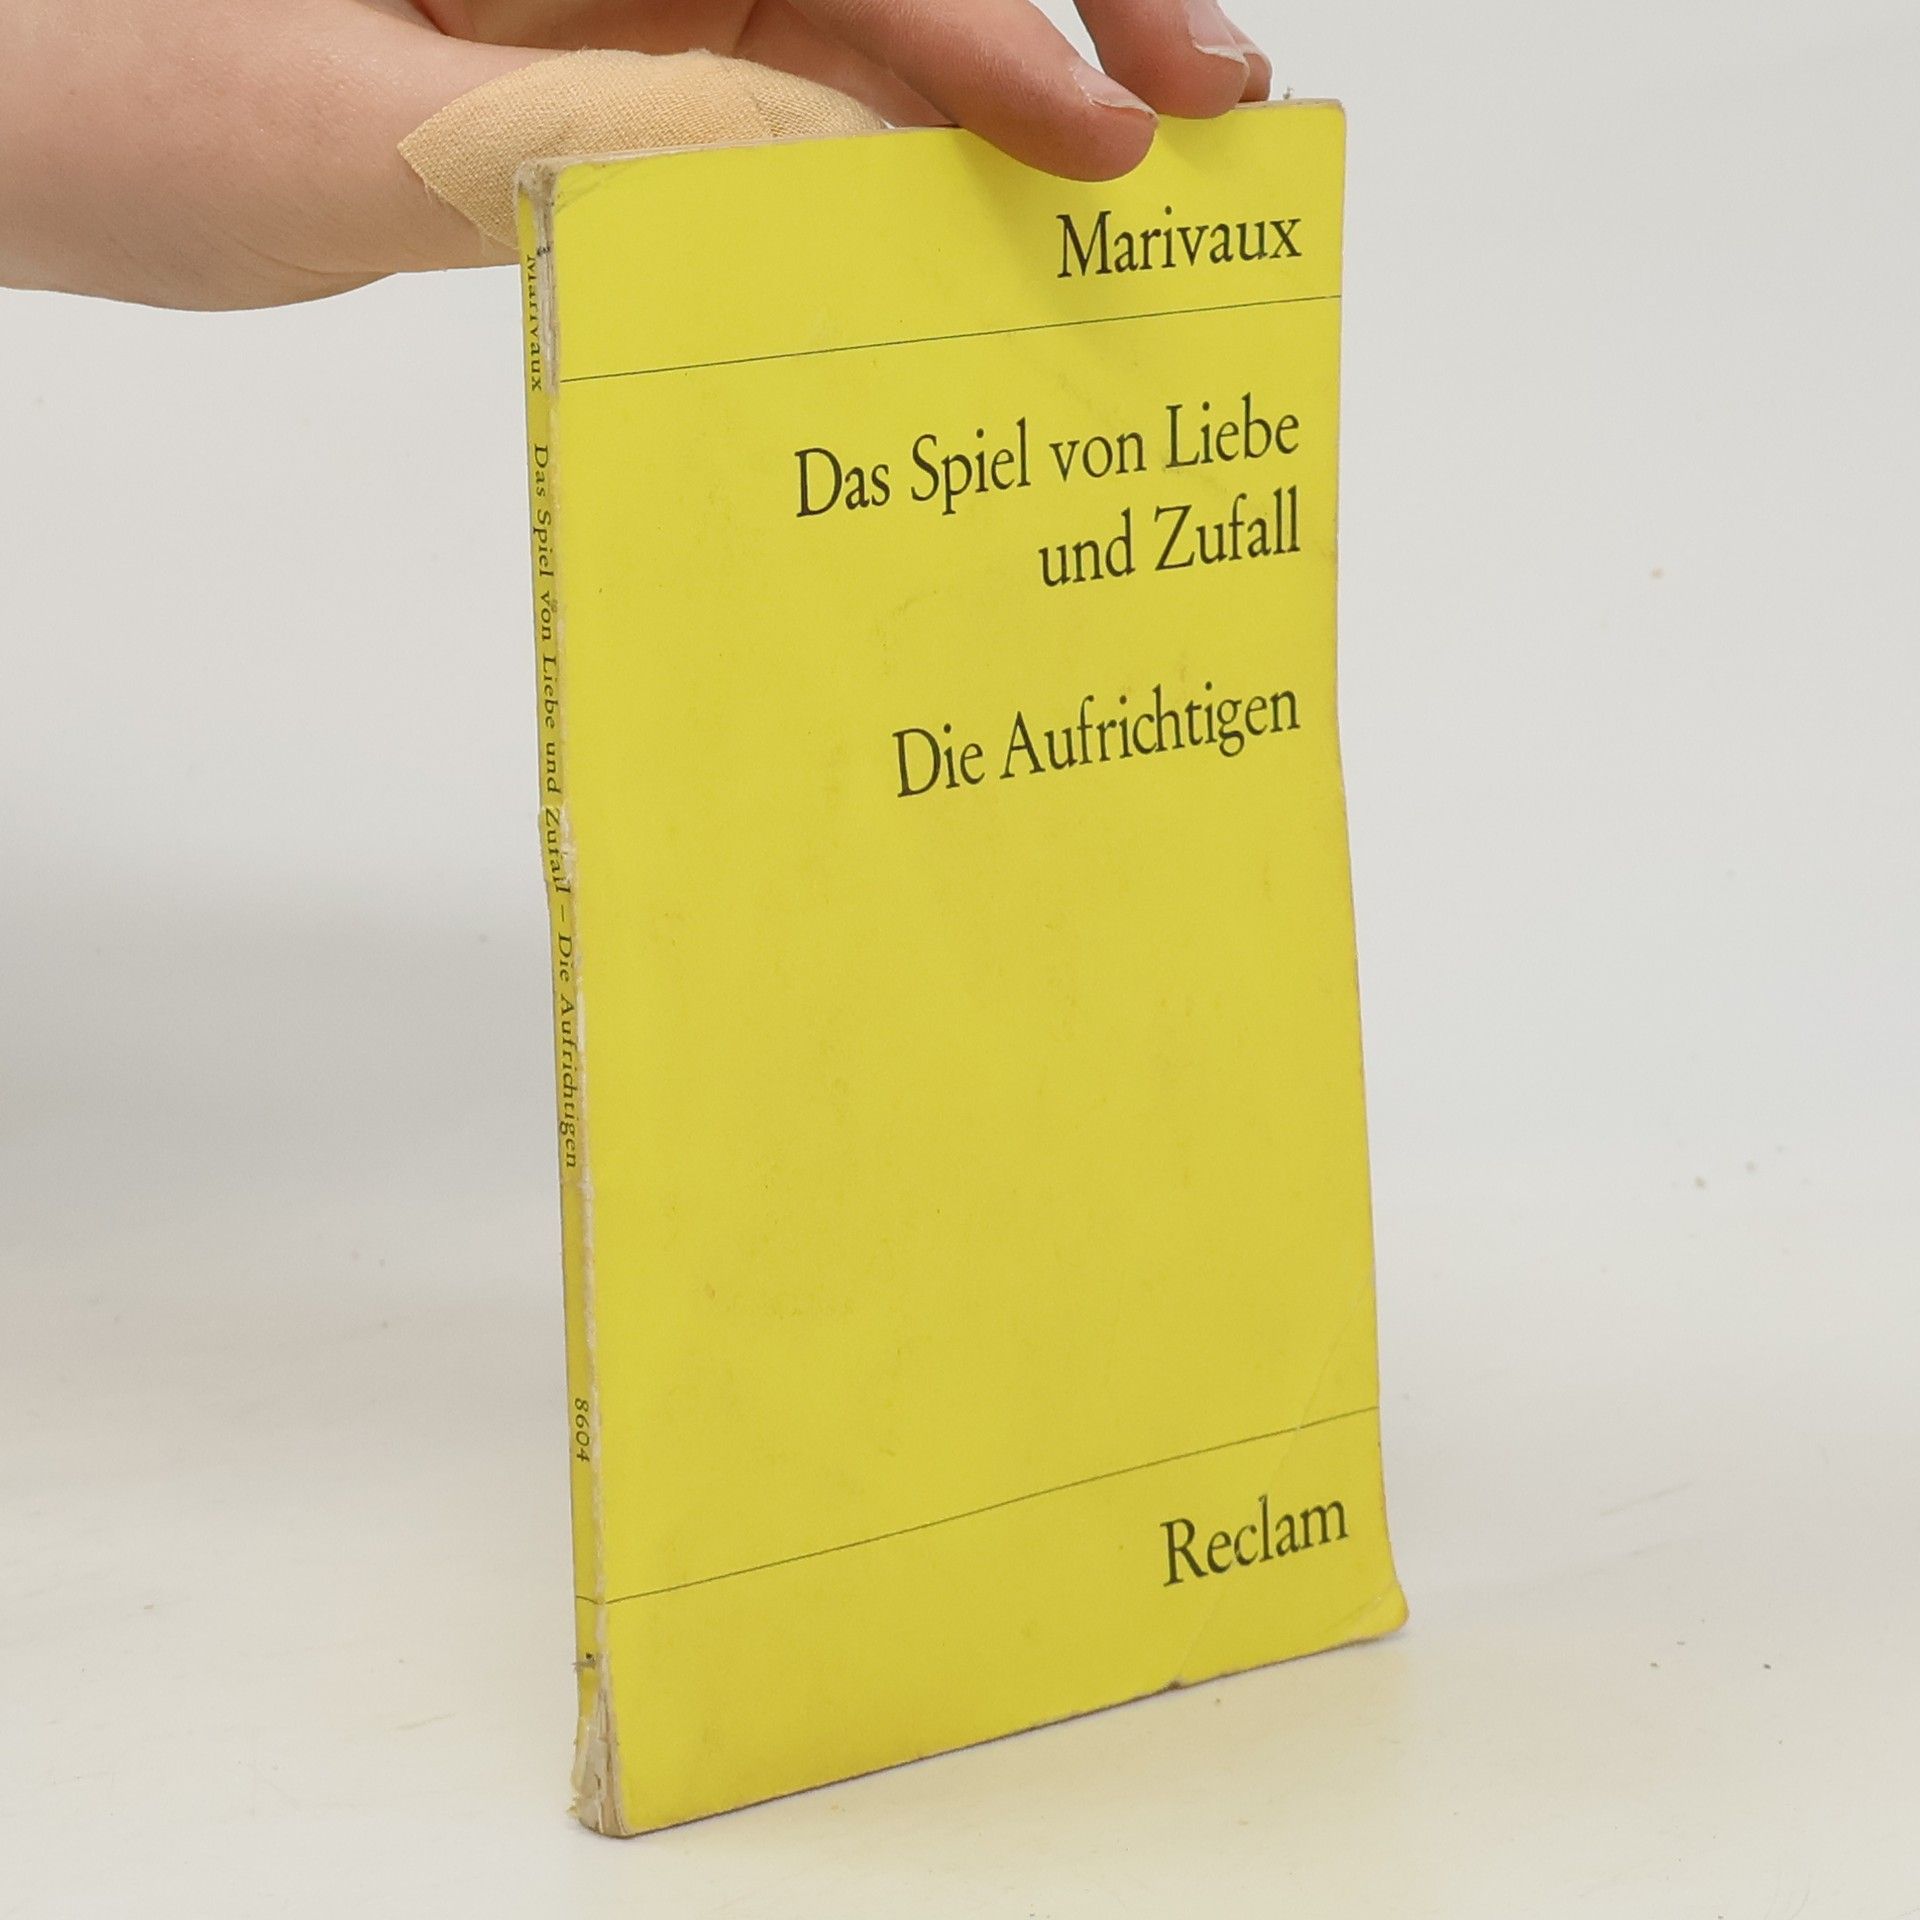 Marivaux
Das Spiel von Liebe
und Zufall
Die Aufrichtigen
Reclam
Marivaux Das Spiel von Liebe und Zufall – Die Aufrichtigen 8604